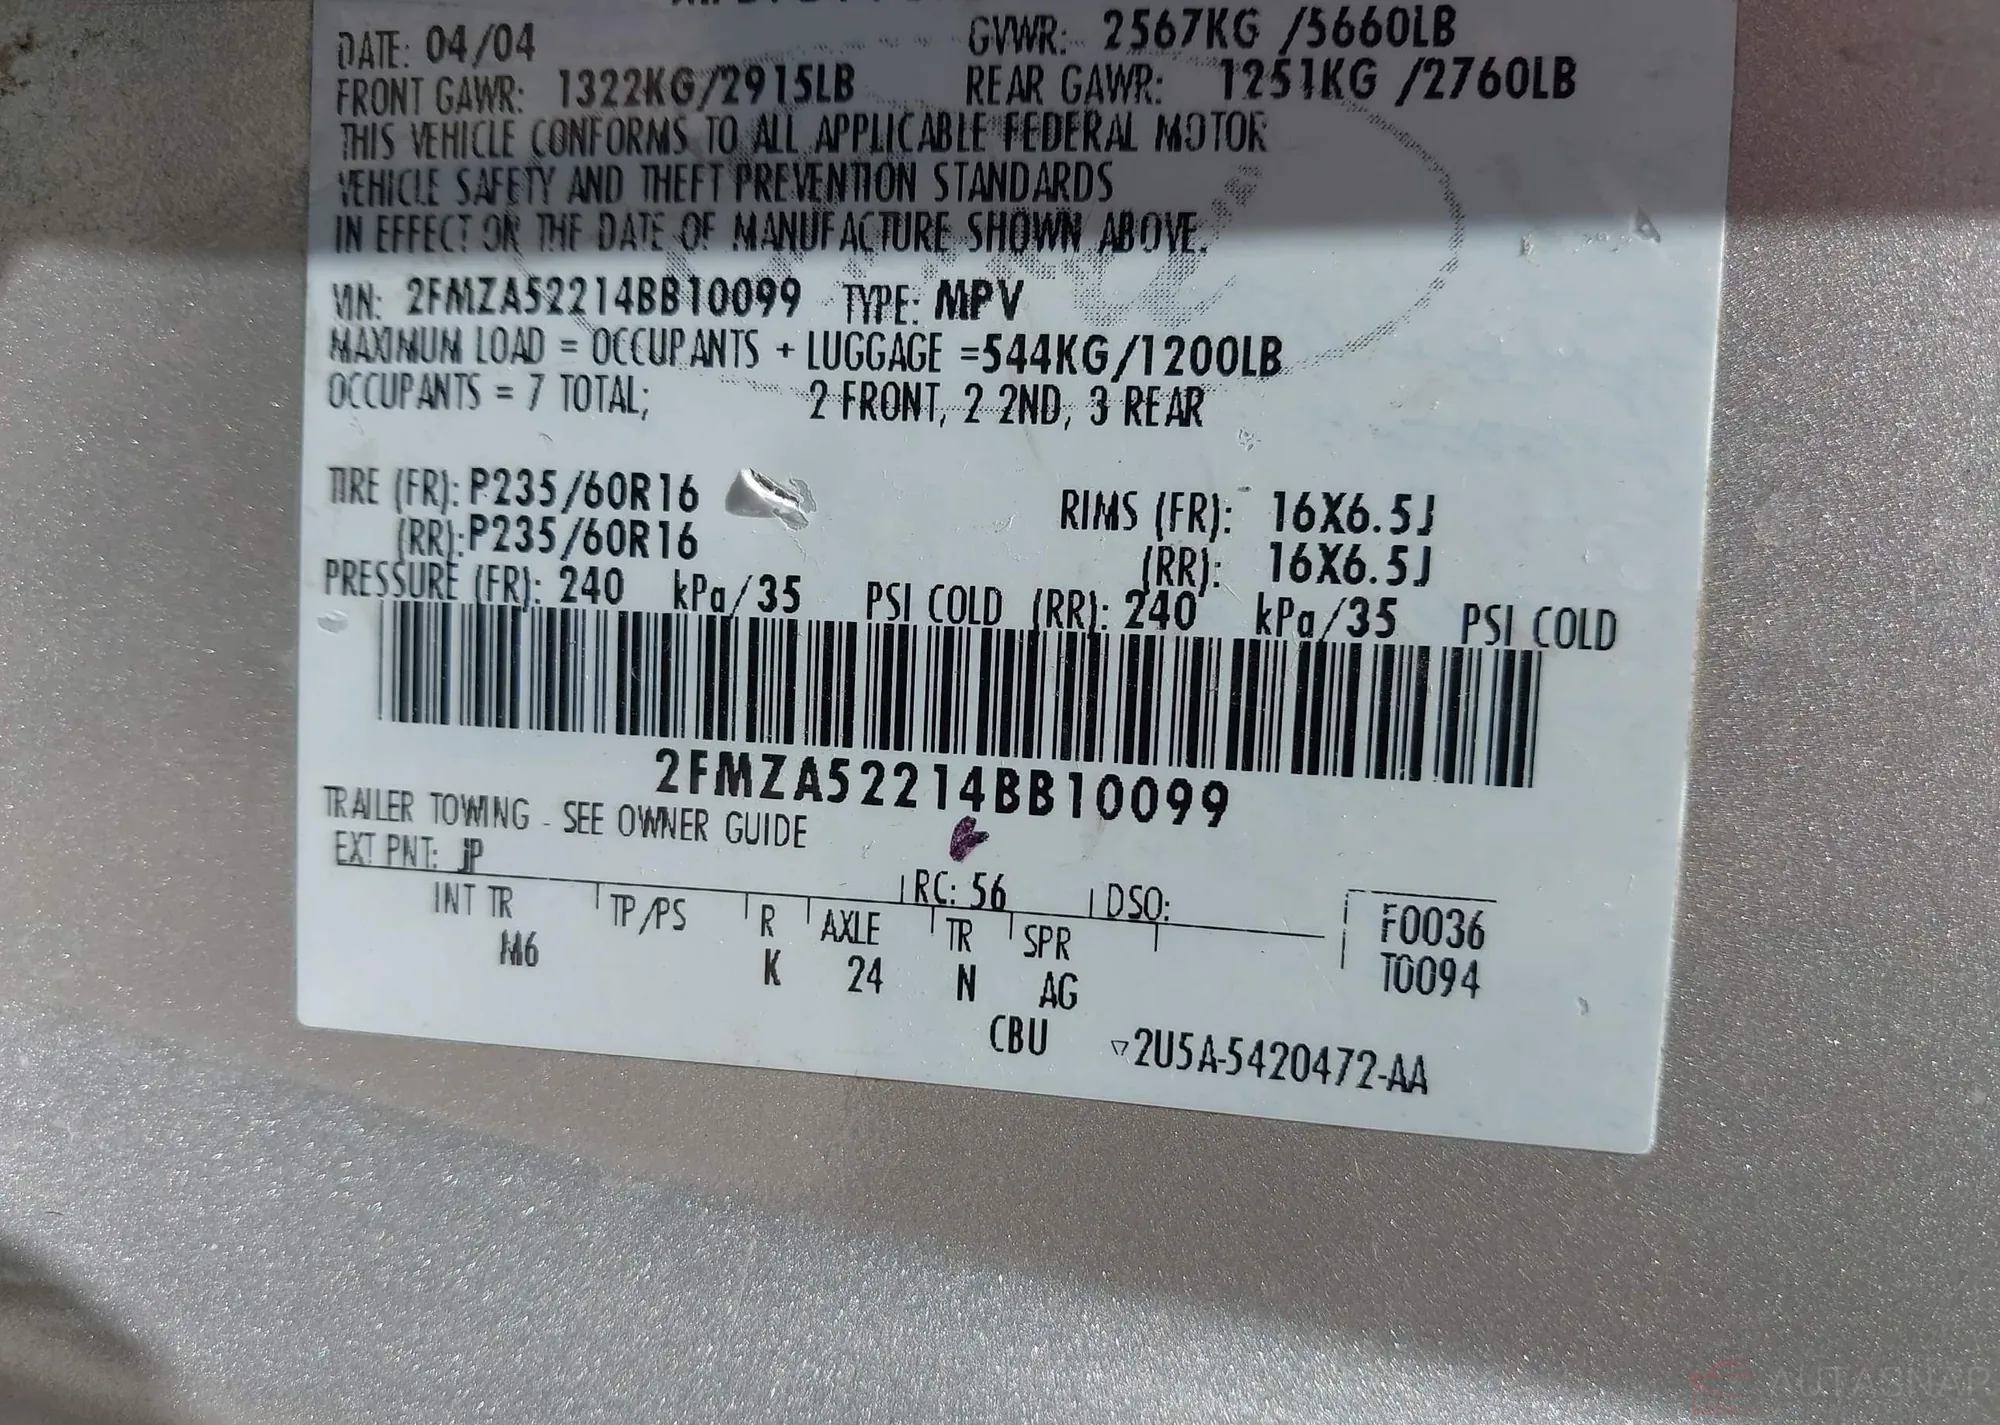 DATE: 04/04 GVWR: 2567KG /5660LB
FRONT GAWR: 1322KG/2915LB REAR GAWR: 1251KG /2760LB
THIS VEHICLE CONFORMS TO ALL APPLICABLE FEDERAL MOTOR
VEHICLE SAFETY AND THEFT PREVENTION STANDARDS
IN EFFECT ON THE DATE OF MANUFACTURE SHOWN ABOVE.
VIN: 2FMZA52214BB10099 TYPE: MPV
MAXIMUM LOAD = OCCUPANTS + LUGGAGE =544KG/1200LB
OCCUPANTS = 7 TOTAL; 2 FRONT, 2 2ND, 3 REAR
TIRE (FR): P235/60R16 RIMS (FR): 16X6.5J
(RR): P235/60R16 (RR): 16X6.5J
PRESSURE (FR): 240 kPa/35 PSI COLD (RR): 240 kPa/35 PSI COLD
2FMZA52214BB10099
TRAILER TOWING - SEE OWNER GUIDE
EXT PNT: JP RC: 56 DSO:
INT TR TP/PS R AXLE TR SPR F0036
M6 K 24 N AG T0094
CBU ▽2U5A-5420472-AA
AUTASNAP